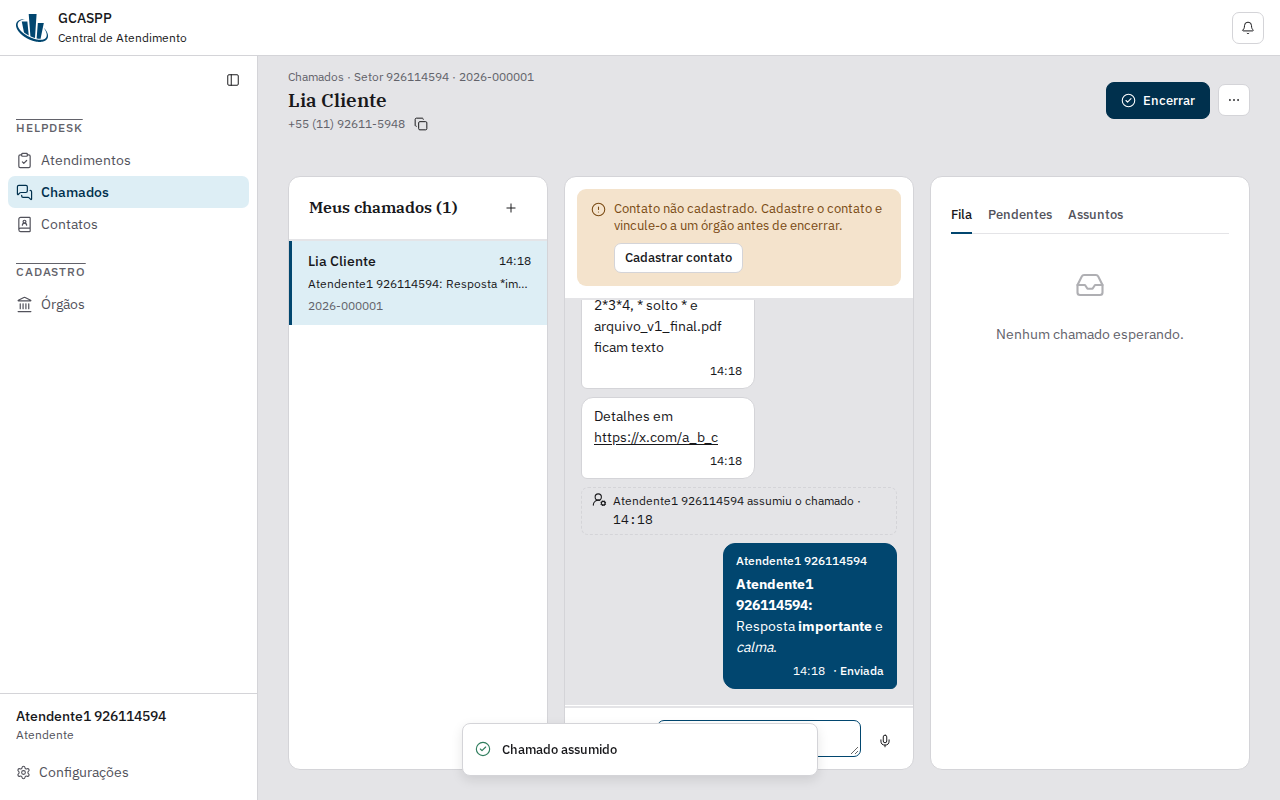 GCASPP
Central de Atendimento
HELPDESK
Atendimentos
Chamados
Contatos
CADASTRO
Órgãos
Atendente1 926114594
Atendente
Configurações
Chamados · Setor 926114594 · 2026-000001
Lia Cliente
+55 (11) 92611-5948
Encerrar
Meus chamados (1)
Lia Cliente
14:18
Atendente1 926114594: Resposta *im...
2026-000001
Contato não cadastrado. Cadastre o contato e
vincule-o a um órgão antes de encerrar.
Cadastrar contato
2*3*4, * solto * e
arquivo_v1_final.pdf
ficam texto
14:18
Detalhes em
https://x.com/a_b_c
14:18
Atendente1 926114594 assumiu o chamado ·
14:18
Atendente1 926114594
Atendente1
926114594:
Resposta importante e
calma.
14:18 · Enviada
Chamado assumido
Fila
Pendentes
Assuntos
Nenhum chamado esperando.